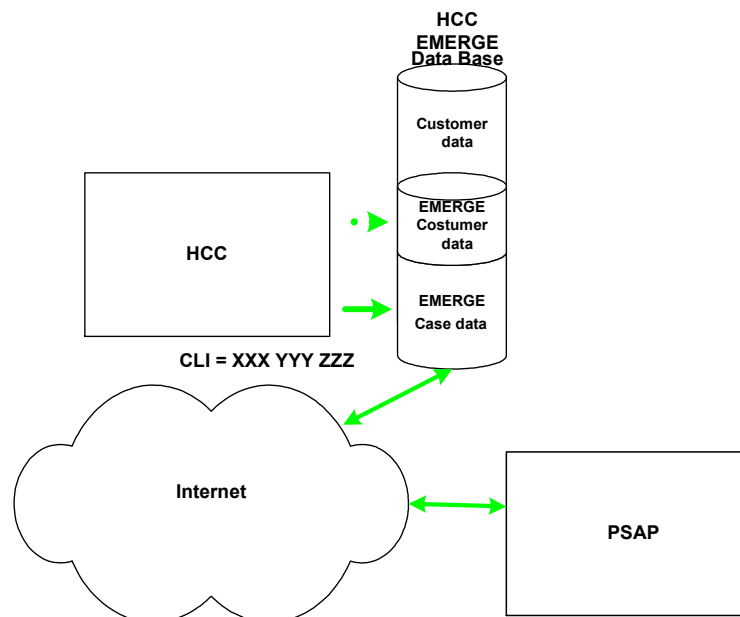 HCC
EMERGE
Data Base
Customer
data
EMERGE
Costumer
data
HCC
EMERGE
Case data
CLI = XXX YYY ZZZ
Internet
PSAP